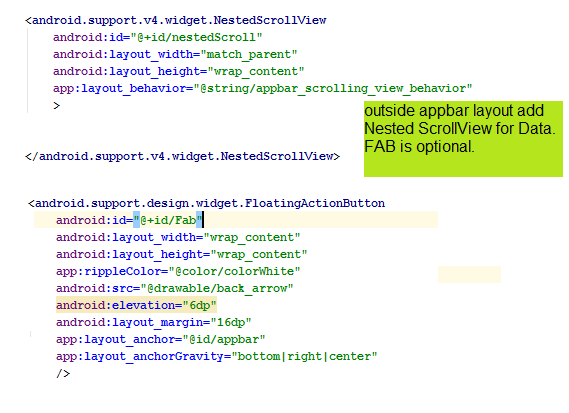 <android.support.v4.widget.NestedScrollView
android:id="@+id/nestedScroll"
android:layout_width="match_parent"
android:layout_height="wrap_content"
app:layout_behavior="@string/appbar_scrolling_view_behavior"
>
outside appbar layout add
Nested ScrollView for Data.
FAB is optional.
</android.support.v4.widget.NestedScrollView>
<android.support.design.widget.FloatingActionButton
android:id="@+id/Fab"
android:layout_width="wrap_content"
android:layout_height="wrap_content"
app:rippleColor="@color/colorWhite"
android:src="@drawable/back_arrow"
android:elevation="6dp"
android:layout_margin="16dp"
app:layout_anchor="@id/appbar"
app:layout_anchorGravity="bottom|right|center"
/>